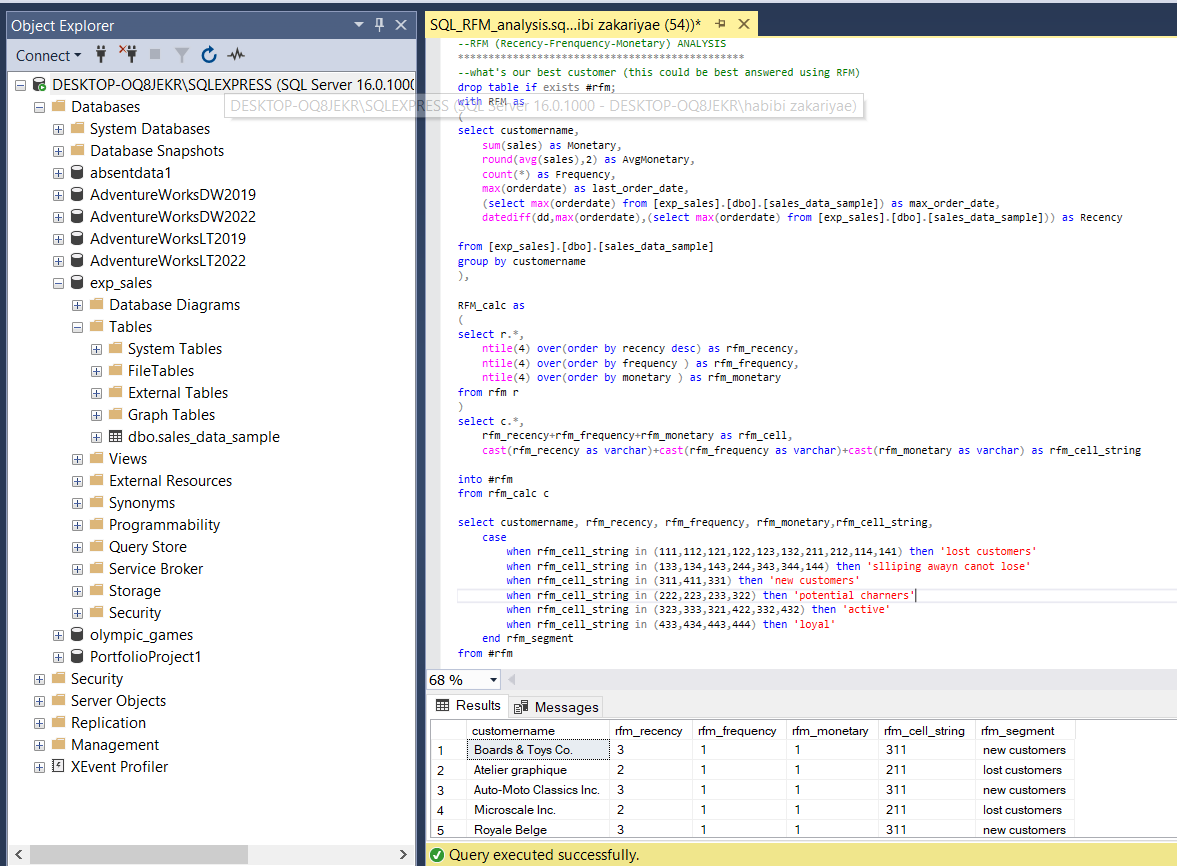 Object Explorer
Connect
DESKTOP-OQ8JEKR\SQLEXPRESS (SQL Server 16.0.1000
Databases
System Databases
Database Snapshots
absentdata1
AdventureWorksDW2019
AdventureWorksDW2022
AdventureWorksLT2019
AdventureWorksLT2022
exp_sales
Database Diagrams
Tables
System Tables
FileTables
External Tables
Graph Tables
dbo.sales_data_sample
Views
External Resources
Synonyms
Programmability
Query Store
Service Broker
Storage
Security
olympic_games
PortfolioProject1
Security
Server Objects
Replication
Management
XEvent Profiler
DESKTOP-OQ8JEKR\SQLEXPRESS (SQL Server 16.0.1000 - DESKTOP-OQ8JEKR\habibi zakariyae)
SQL_RFM_analysis.sq...ibi zakariyae (54))*
--RFM (Recency-Frenquency-Monetary) ANALYSIS
************************************************
--what's our best customer (this could be best answered using RFM)
drop table if exists #rfm;
with RFM as
(
select customername,
sum(sales) as Monetary,
round(avg(sales),2) as AvgMonetary,
count(*) as Frequency,
max(orderdate) as last_order_date,
(select max(orderdate) from [exp_sales].[dbo].[sales_data_sample]) as max_order_date,
datediff(dd,max(orderdate),(select max(orderdate) from [exp_sales].[dbo].[sales_data_sample])) as Recency
from [exp_sales].[dbo].[sales_data_sample]
group by customername
),
RFM_calc as
(
select r.*,
ntile(4) over(order by recency desc) as rfm_recency,
ntile(4) over(order by frequency ) as rfm_frequency,
ntile(4) over(order by monetary ) as rfm_monetary
from rfm r
)
select c.*,
rfm_recency+rfm_frequency+rfm_monetary as rfm_cell,
cast(rfm_recency as varchar)+cast(rfm_frequency as varchar)+cast(rfm_monetary as varchar) as rfm_cell_string
into #rfm
from rfm_calc c
select customername, rfm_recency, rfm_frequency, rfm_monetary,rfm_cell_string,
case
when rfm_cell_string in (111,112,121,122,123,132,211,212,114,141) then 'lost customers'
when rfm_cell_string in (133,134,143,244,343,344,144) then 'slliping awayn canot lose'
when rfm_cell_string in (311,411,331) then 'new customers'
when rfm_cell_string in (222,223,233,322) then 'potential charners'
when rfm_cell_string in (323,333,321,422,332,432) then 'active'
when rfm_cell_string in (433,434,443,444) then 'loyal'
end rfm_segment
from #rfm
68 %
Results Messages
customername rfm_recency rfm_frequency rfm_monetary rfm_cell_string rfm_segment
1 Boards & Toys Co. 3 1 1 311 new customers
2 Atelier graphique 2 1 1 211 lost customers
3 Auto-Moto Classics Inc. 3 1 1 311 new customers
4 Microscale Inc. 2 1 1 211 lost customers
5 Royale Belge 3 1 1 311 new customers
Query executed successfully.